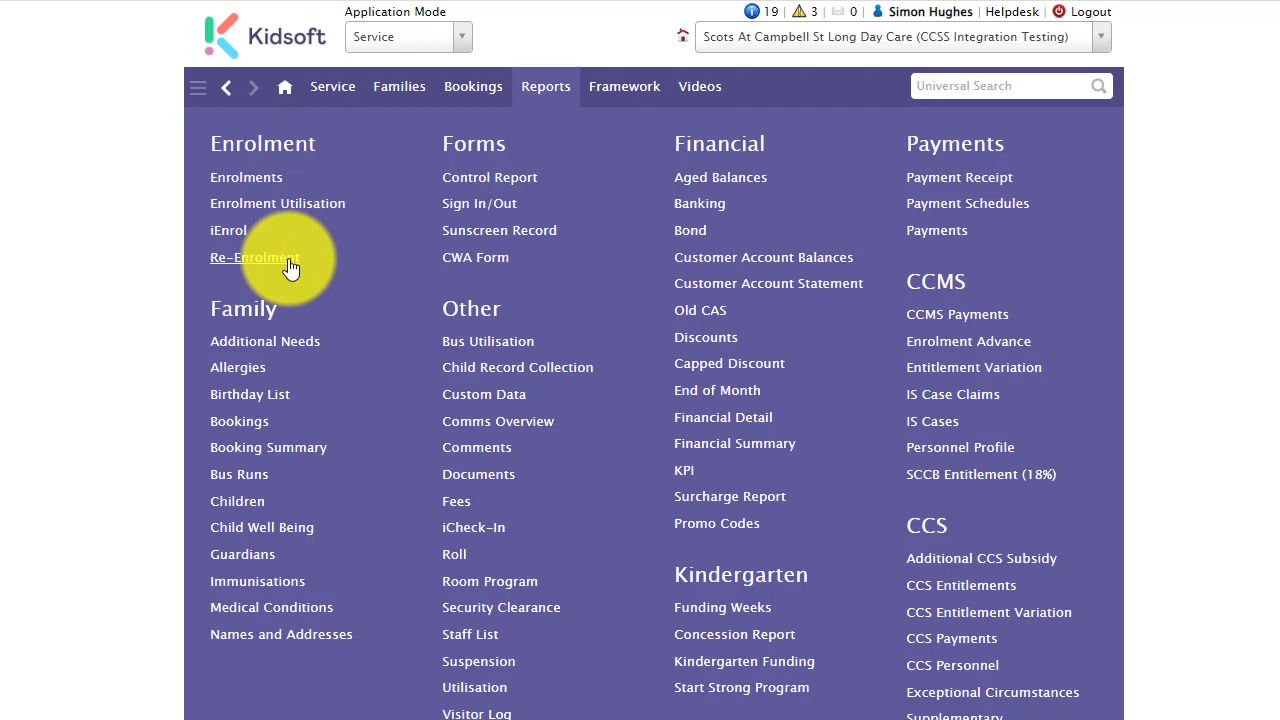 Application Mode
19 3 0 Simon Hughes | Helpdesk | Logout
Kidsoft
Service
Scots At Campbell St Long Day Care (CCSS Integration Testing)
Service Families Bookings Reports Framework Videos
Universal Search
Enrolment
Enrolments
Enrolment Utilisation
iEnrol
Re-Enrolment
Family
Additional Needs
Allergies
Birthday List
Bookings
Booking Summary
Bus Runs
Children
Child Well Being
Guardians
Immunisations
Medical Conditions
Names and Addresses
Forms
Control Report
Sign In/Out
Sunscreen Record
CWA Form
Other
Bus Utilisation
Child Record Collection
Custom Data
Comms Overview
Comments
Documents
Fees
iCheck-In
Roll
Room Program
Security Clearance
Staff List
Suspension
Utilisation
Visitor Log
Financial
Aged Balances
Banking
Bond
Customer Account Balances
Customer Account Statement
Old CAS
Discounts
Capped Discount
End of Month
Financial Detail
Financial Summary
KPI
Surcharge Report
Promo Codes
Kindergarten
Funding Weeks
Concession Report
Kindergarten Funding
Start Strong Program
Payments
Payment Receipt
Payment Schedules
Payments
CCMS
CCMS Payments
Enrolment Advance
Entitlement Variation
IS Case Claims
IS Cases
Personnel Profile
SCCB Entitlement (18%)
CCS
Additional CCS Subsidy
CCS Entitlements
CCS Entitlement Variation
CCS Payments
CCS Personnel
Exceptional Circumstances
Supplementary